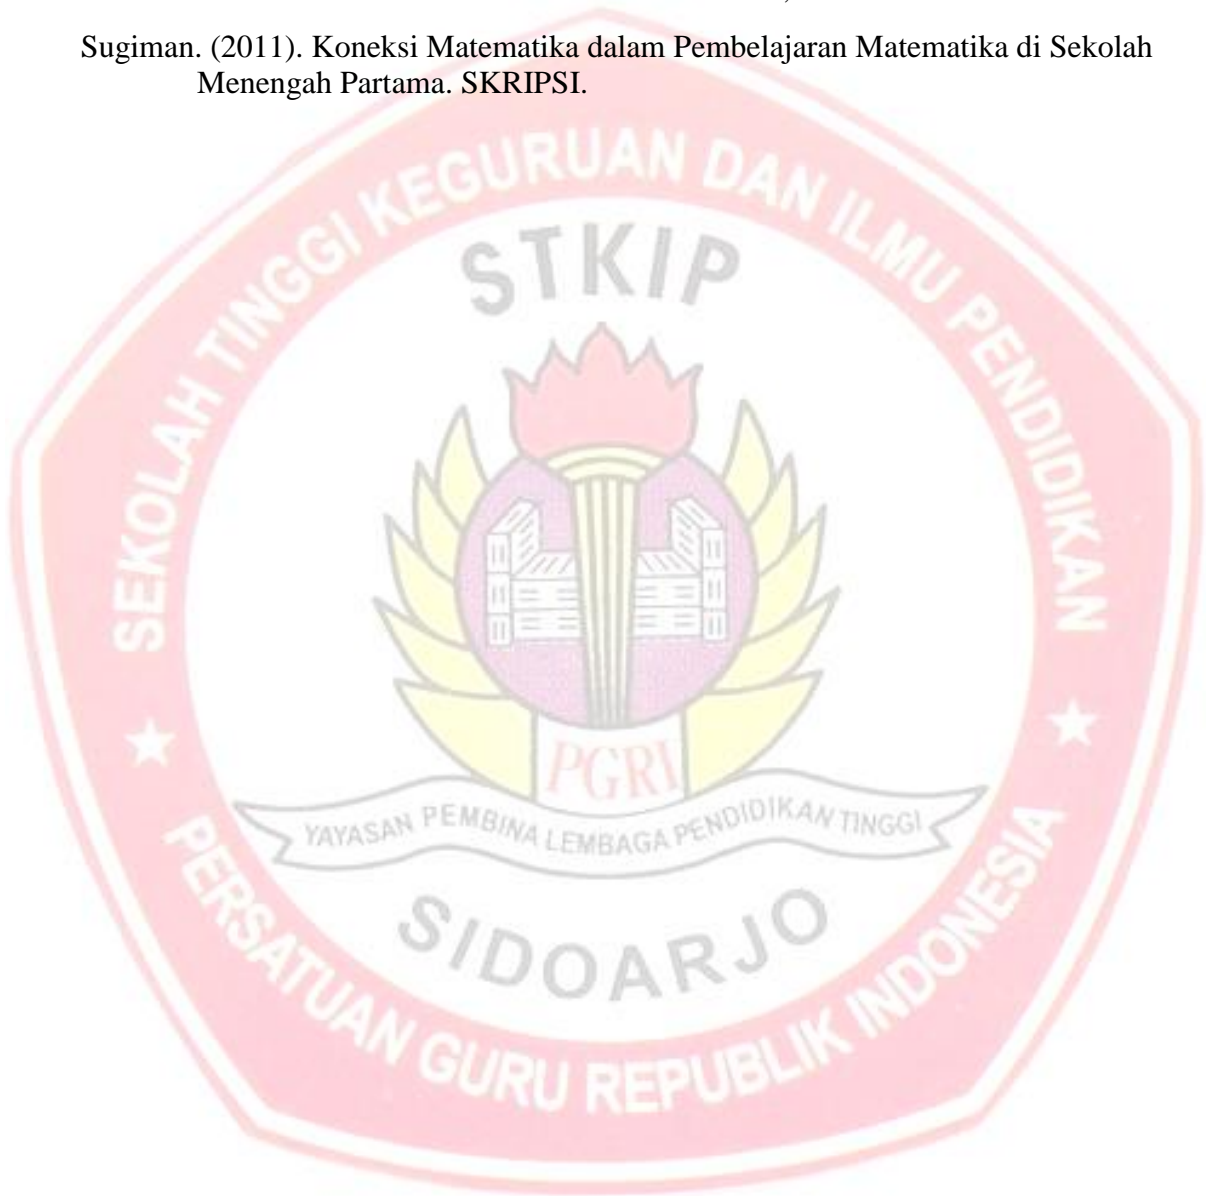 Sugiman. (2011). Koneksi Matematika dalam Pembelajaran Matematika di Sekolah
Menengah Partama. SKRIPSI.
SEKOLAH TINGGI KEGURUAN DAN ILMU PENDIDIKAN
STKIP
PGRI
YAYASAN PEMBINA LEMBAGA PENDIDIKAN TINGGI
SIDOARJO
PERSATUAN GURU REPUBLIK INDONESIA